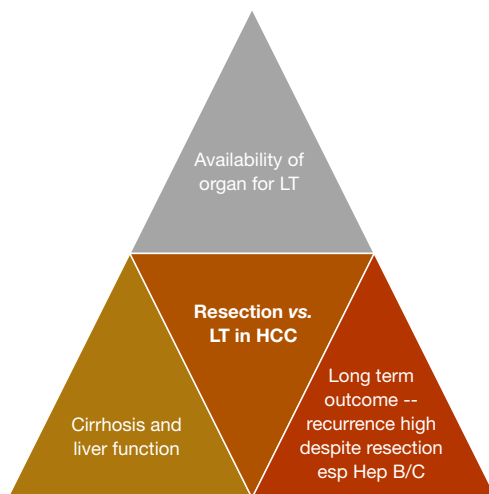 Availability of
organ for LT
Resection vs.
LT in HCC
Cirrhosis and
liver function
Long term
outcome --
recurrence high
despite resection
esp Hep B/C